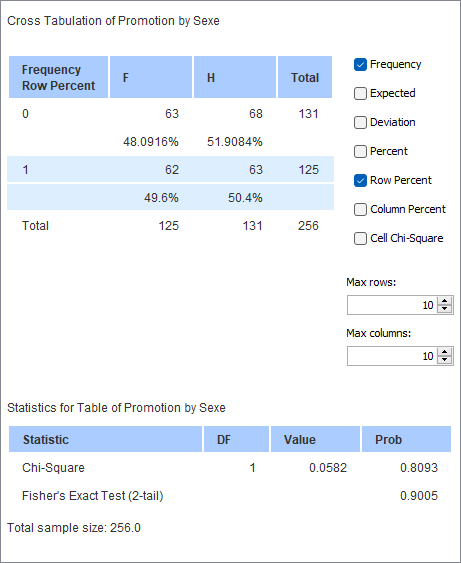 Cross Tabulation of Promotion by Sexe
Frequency
Row Percent F H Total
0 63 68 131
48.0916% 51.9084%
1 62 63 125
49.6% 50.4%
Total 125 131 256
Frequency
Expected
Deviation
Percent
Row Percent
Column Percent
Cell Chi-Square
Max rows:
10
Max columns:
10
Statistics for Table of Promotion by Sexe
Statistic DF Value Prob
Chi-Square 1 0.0582 0.8093
Fisher's Exact Test (2-tail) 0.9005
Total sample size: 256.0